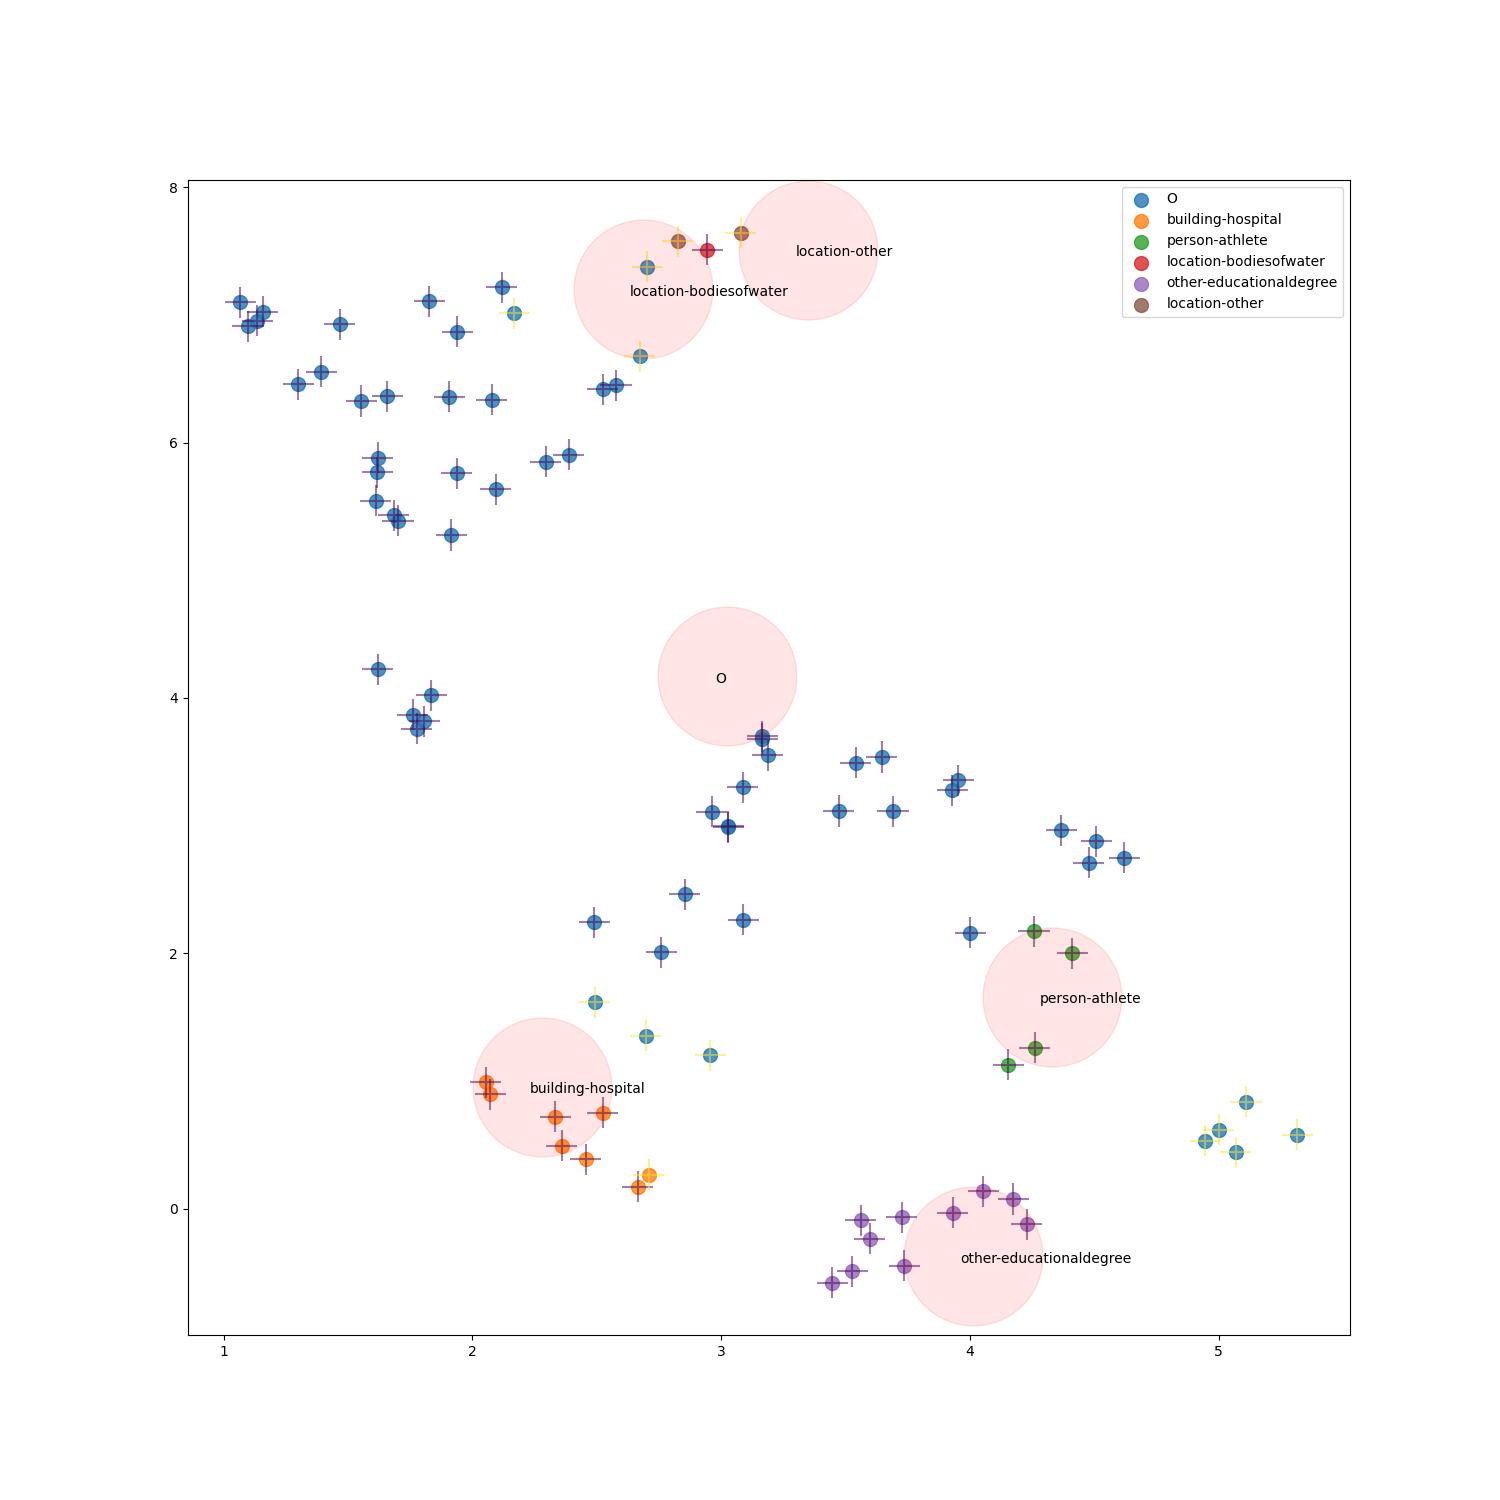 8
O
building-hospital
person-athlete
location-bodiesofwater
other-educationaldegree
location-other
location-other
location-bodiesofwater
6
O
4
2
person-athlete
building-hospital
0
other-educationaldegree
1 2 3 4 5